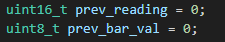 uint16_t prev_reading = 0;
uint8_t prev_bar_val = 0;